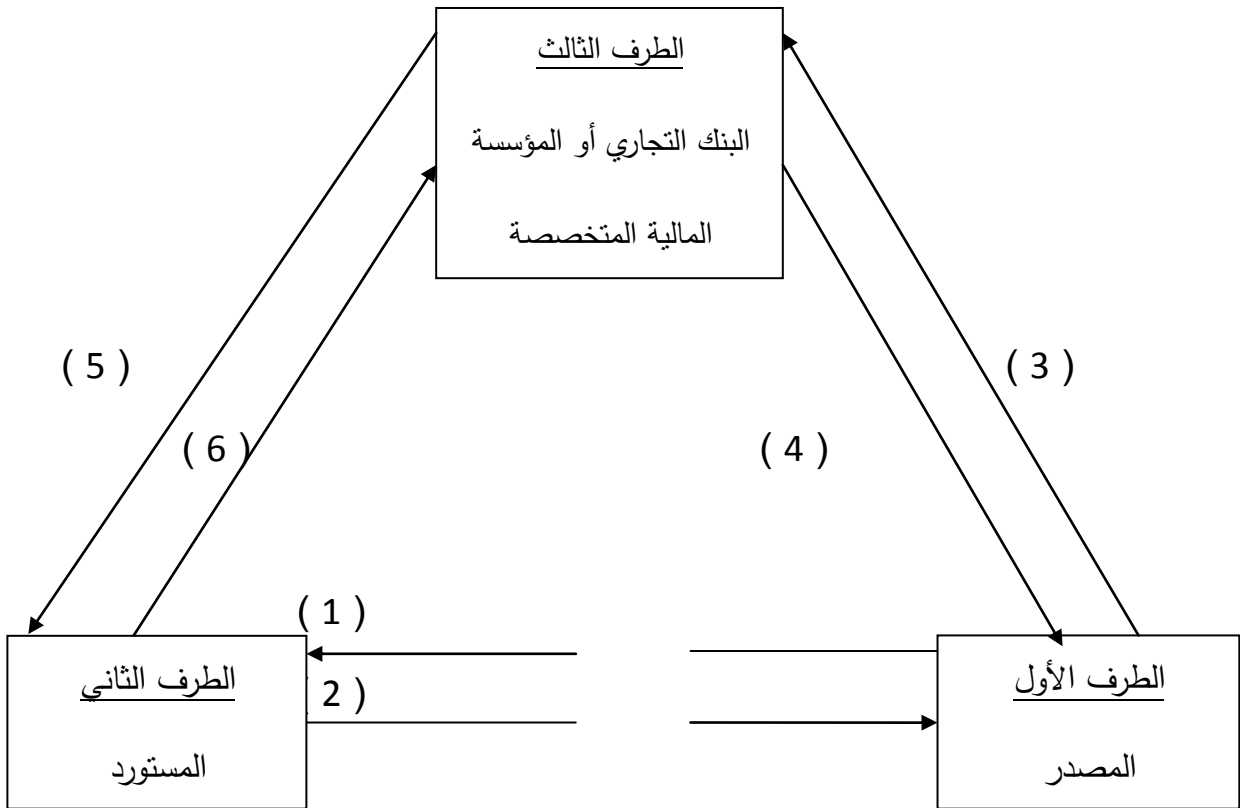 الطرف الثالث
البنك التجاري أو المؤسسة
المالية المتخصصة
( 3 )
( 5 )
( 4 )
( 6 )
( 1 )
( 2 )
الطرف الأول
المصدر
الطرف الثاني
المستورد